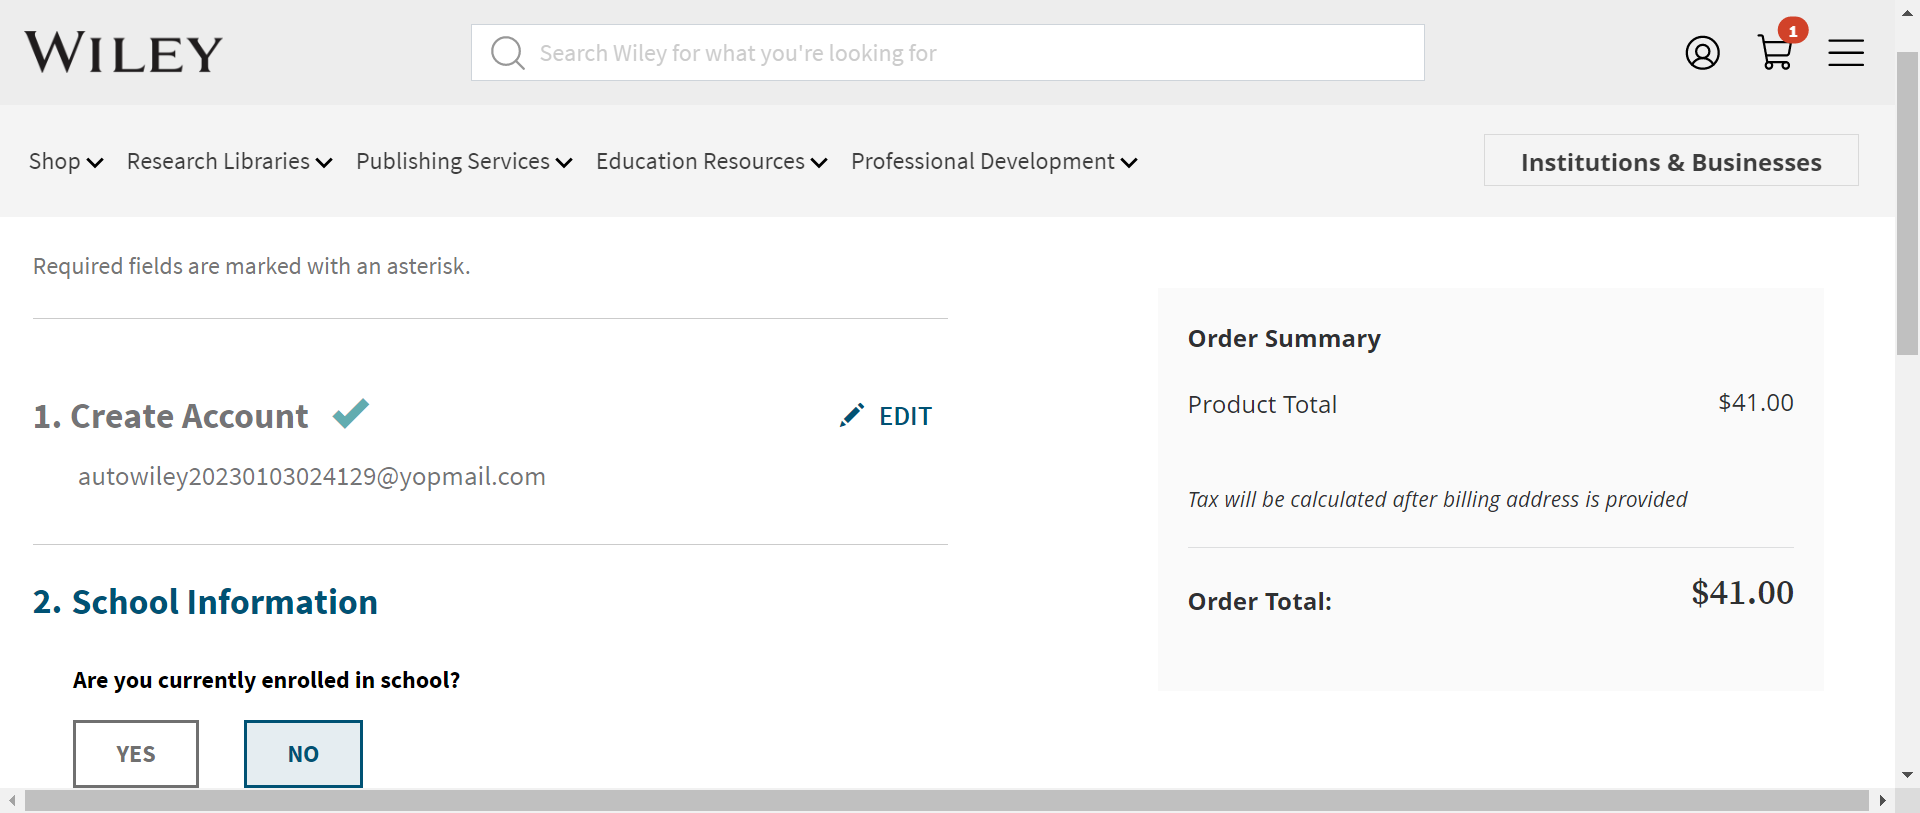 WILEY
Search Wiley for what you're looking for
1
Shop Research Libraries Publishing Services Education Resources Professional Development
Institutions & Businesses
Required fields are marked with an asterisk.
1. Create Account
EDIT
autowiley20230103024129@yopmail.com
2. School Information
Are you currently enrolled in school?
YES NO
Order Summary
Product Total $41.00
Tax will be calculated after billing address is provided
Order Total: $41.00